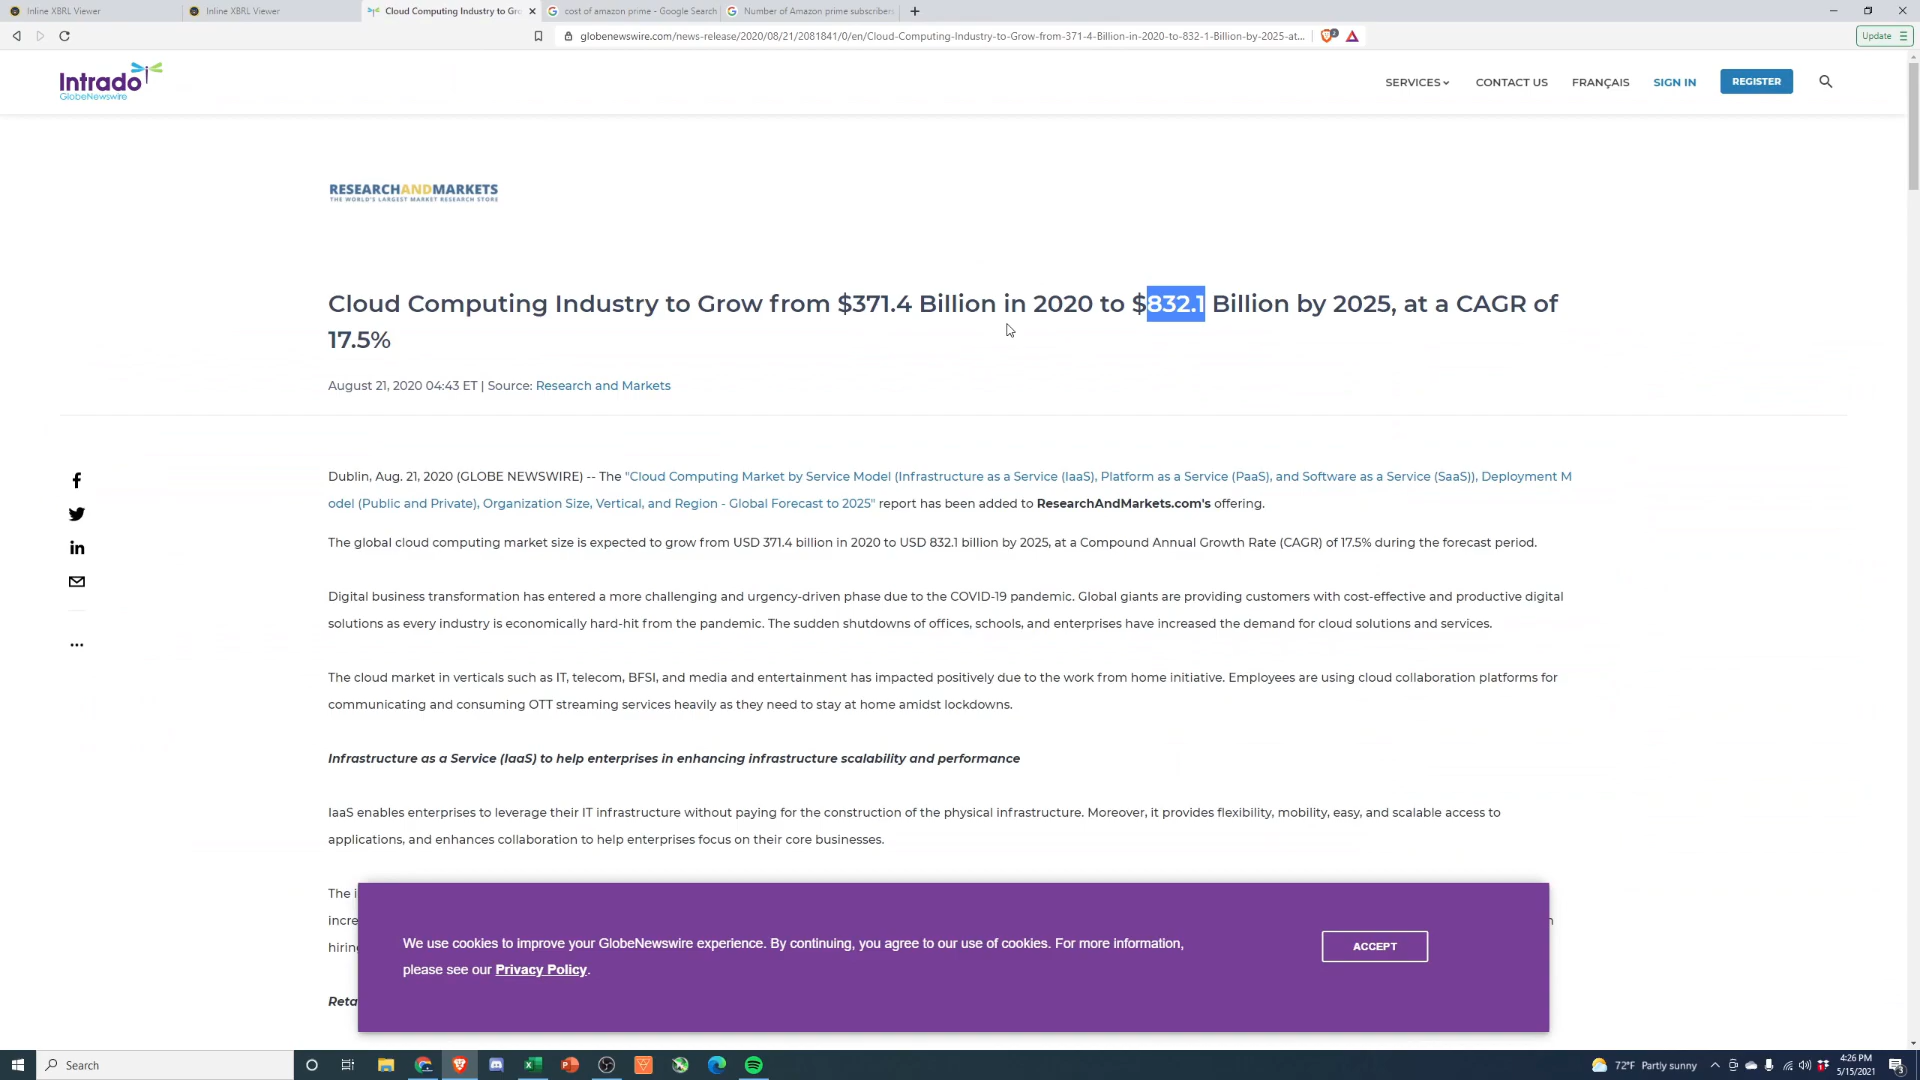 Inline XBRL Viewer
Inline XBRL Viewer
Cloud Computing Industry to Gr
cost of amazon prime - Google Search
Number of Amazon prime subscriber
globenewswire.com/news-release/2020/08/21/2081841/0/en/Cloud-Computing-Industry-to-Grow-from-371-4-Billion-in-2020-to-832-1-Billion-by-2025-at...
Update
Intrado
GlobeNewswire
SERVICES
CONTACT US
FRANÇAIS
SIGN IN
REGISTER
RESEARCHANDMARKETS
THE WORLD'S LARGEST MARKET RESEARCH STORE
Cloud Computing Industry to Grow from $371.4 Billion in 2020 to $832.1 Billion by 2025, at a CAGR of
17.5%
August 21, 2020 04:43 ET | Source: Research and Markets
Dublin, Aug. 21, 2020 (GLOBE NEWSWIRE) -- The "Cloud Computing Market by Service Model (Infrastructure as a Service (IaaS), Platform as a Service (PaaS), and Software as a Service (SaaS)), Deployment M
odel (Public and Private), Organization Size, Vertical, and Region - Global Forecast to 2025" report has been added to ResearchAndMarkets.com's offering.
The global cloud computing market size is expected to grow from USD 371.4 billion in 2020 to USD 832.1 billion by 2025, at a Compound Annual Growth Rate (CAGR) of 17.5% during the forecast period.
Digital business transformation has entered a more challenging and urgency-driven phase due to the COVID-19 pandemic. Global giants are providing customers with cost-effective and productive digital
solutions as every industry is economically hard-hit from the pandemic. The sudden shutdowns of offices, schools, and enterprises have increased the demand for cloud solutions and services.
The cloud market in verticals such as IT, telecom, BFSI, and media and entertainment has impacted positively due to the work from home initiative. Employees are using cloud collaboration platforms for
communicating and consuming OTT streaming services heavily as they need to stay at home amidst lockdowns.
Infrastructure as a Service (IaaS) to help enterprises in enhancing infrastructure scalability and performance
IaaS enables enterprises to leverage their IT infrastructure without paying for the construction of the physical infrastructure. Moreover, it provides flexibility, mobility, easy, and scalable access to
applications, and enhances collaboration to help enterprises focus on their core businesses.
The i
incre
hiring
Reta
We use cookies to improve your GlobeNewswire experience. By continuing, you agree to our use of cookies. For more information,
please see our Privacy Policy.
ACCEPT
Search
72°F Partly sunny
4:26 PM
5/15/2021